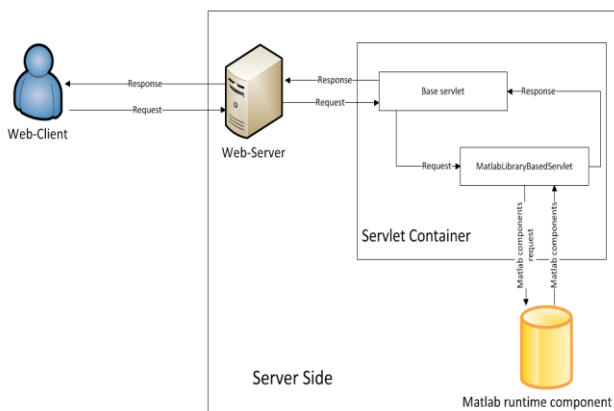 Response
Request
Web-Client
Web-Server
Response
Request
Base servlet
Response
Request
MatlabLibraryBasedServlet
Servlet Container
Matlab components
request
Matlab components
Server Side
Matlab runtime component